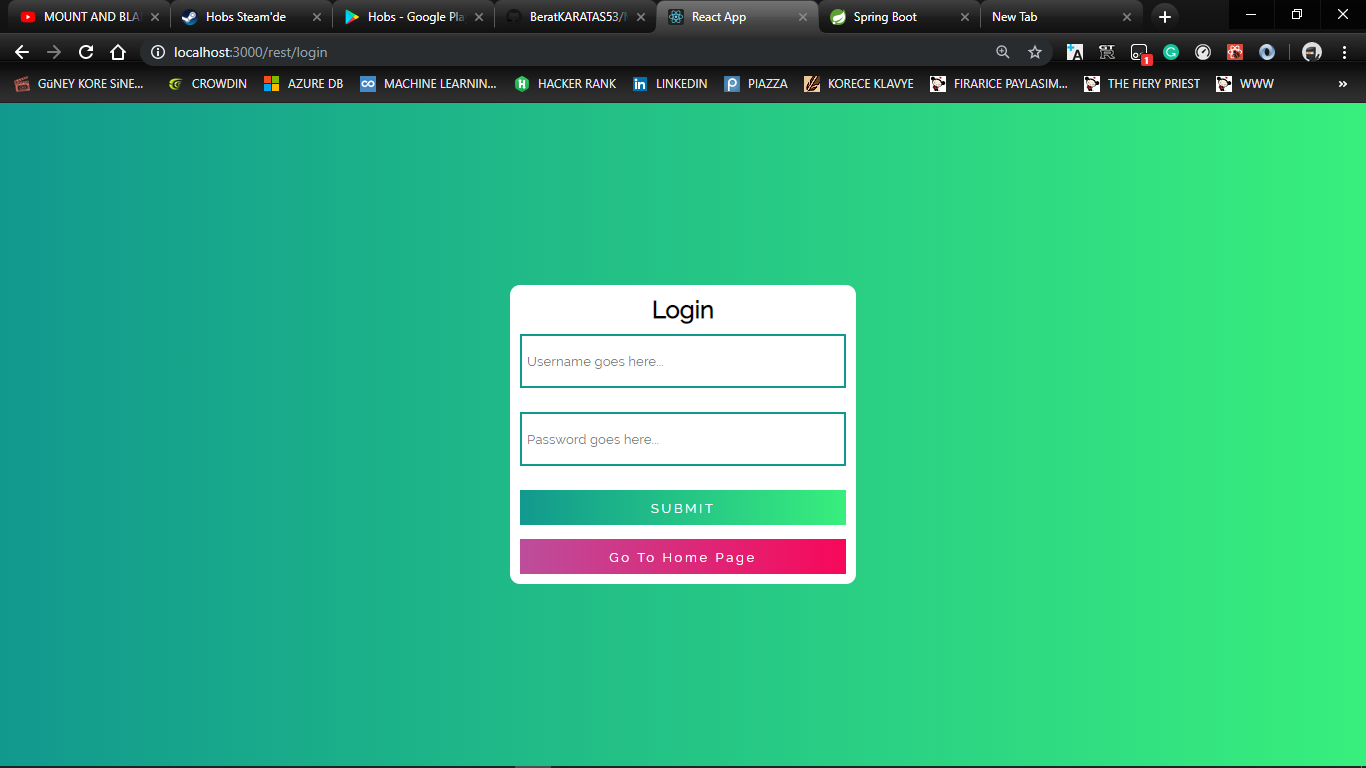 MOUNT AND BLA
Hobs Steam'de
Hobs - Google Pla
BeratKARATAS53/
React App
Spring Boot
New Tab
localhost:3000/rest/login
1
GüNEY KORE SiNE...
CROWDIN
AZURE DB
MACHINE LEARNIN...
HACKER RANK
LINKEDIN
PIAZZA
KORECE KLAVYE
FIRARICE PAYLASIM...
THE FIERY PRIEST
WWW
Login
Username goes here...
Password goes here...
SUBMIT
Go To Home Page